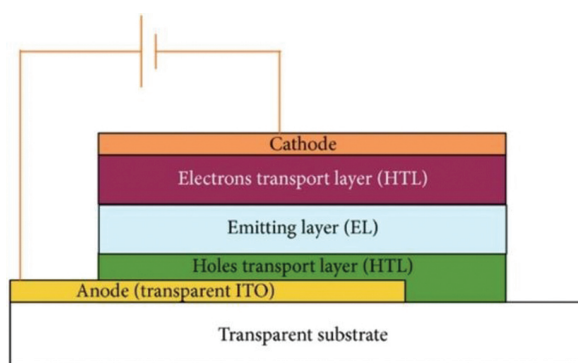 Cathode
Electrons transport layer (HTL)
Emitting layer (EL)
Holes transport layer (HTL)
Anode (transparent ITO)
Transparent substrate